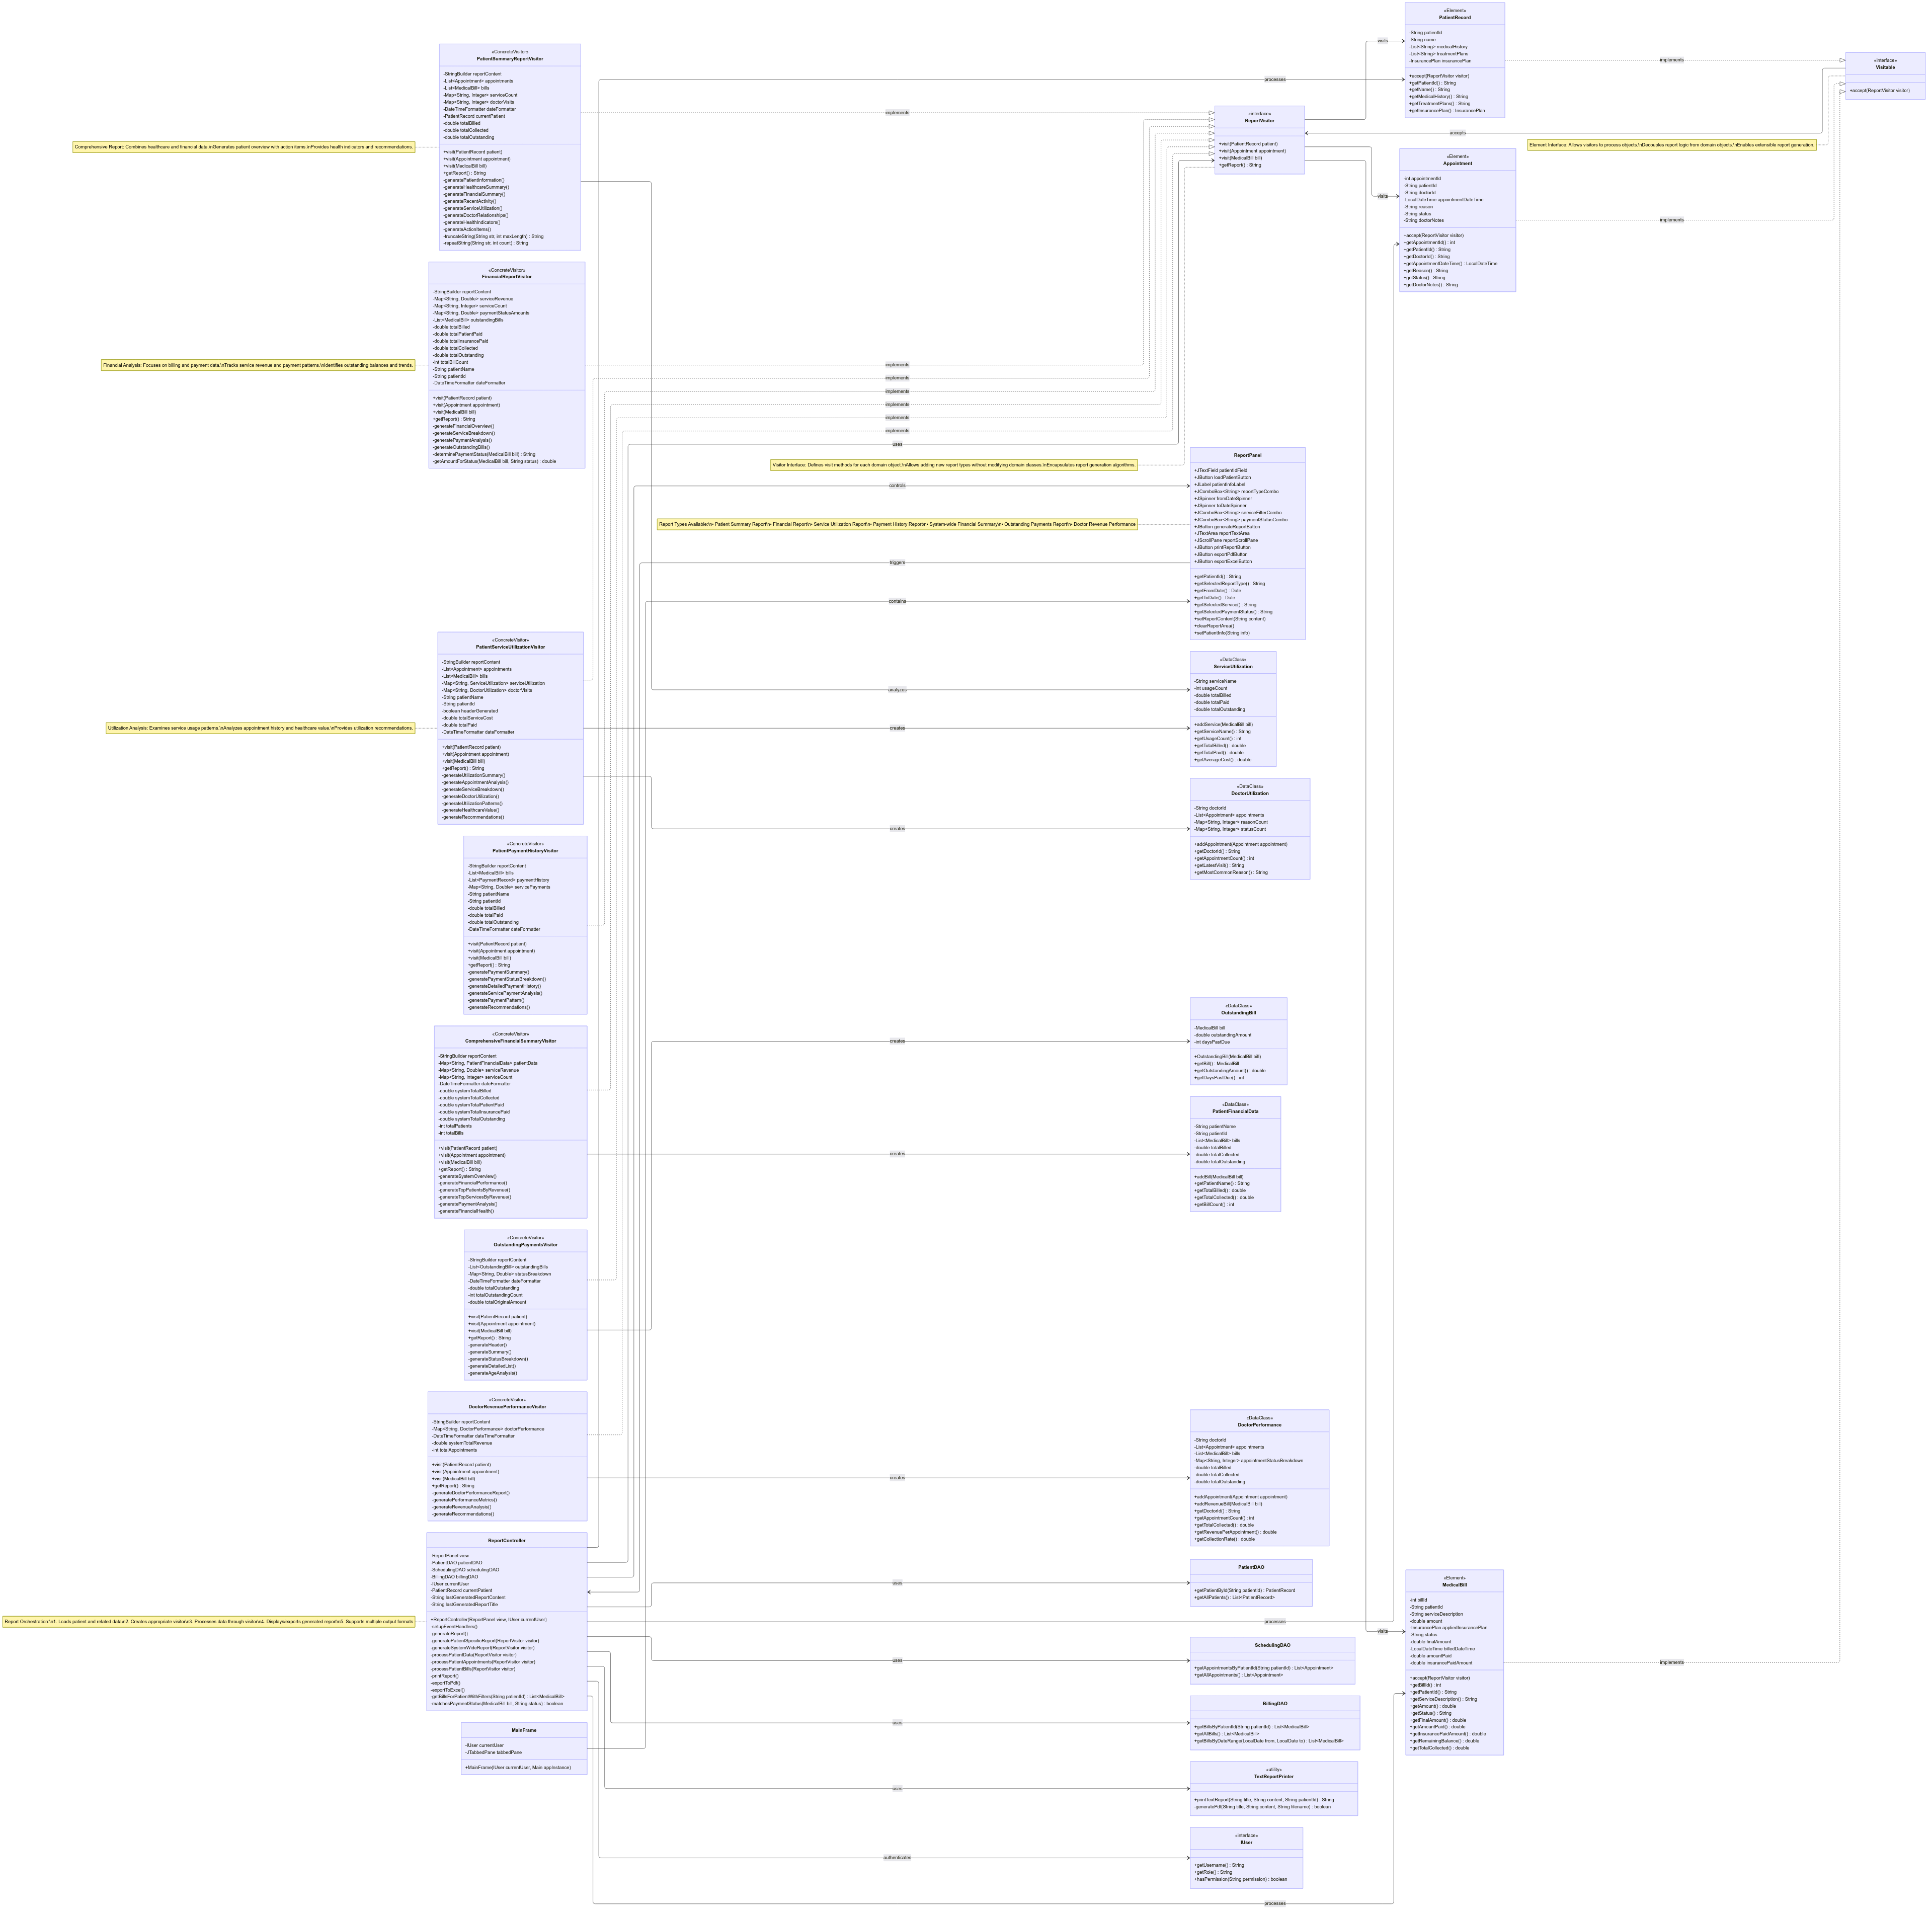 «Element»
PatientRecord
-String patientId
-String name
-List<String> medicalHistory
-List<String> treatmentPlans
-InsurancePlan insurancePlan
+accept(ReportVisitor visitor)
+getPatientId() : String
+getName() : String
+getMedicalHistory() : String
+getTreatmentPlans() : String
+getInsurancePlan() : InsurancePlan
«interface»
Visitable
+accept(ReportVisitor visitor)
«ConcreteVisitor»
PatientSummaryReportVisitor
-StringBuilder reportContent
-List<Appointment> appointments
-List<MedicalBill> bills
-Map<String, Integer> serviceCount
-Map<String, Integer> doctorVisits
-DateTimeFormatter dateFormatter
-PatientRecord currentPatient
-double totalBilled
-double totalCollected
-double totalOutstanding
+visit(PatientRecord patient)
+visit(Appointment appointment)
+visit(MedicalBill bill)
+getReport() : String
-generatePatientInformation()
-generateHealthcareSummary()
-generateFinancialSummary()
-generateRecentActivity()
-generateServiceUtilization()
-generateDoctorRelationships()
-generateHealthIndicators()
-generateActionItems()
-truncateString(String str, int maxLength) : String
-repeatString(String str, int count) : String
Comprehensive Report: Combines healthcare and financial data.\nGenerates patient overview with action items.\nProvides health indicators and recommendations.
visits
processes
implements
implements
accepts
«interface»
ReportVisitor
+visit(PatientRecord patient)
+visit(Appointment appointment)
+visit(MedicalBill bill)
+getReport() : String
Element Interface: Allows visitors to process objects.\nDecouples report logic from domain objects.\nEnables extensible report generation.
«Element»
Appointment
-int appointmentId
-String patientId
-String doctorId
-LocalDateTime appointmentDateTime
-String reason
-String status
-String doctorNotes
+accept(ReportVisitor visitor)
+getAppointmentId() : int
+getPatientId() : String
+getDoctorId() : String
+getAppointmentDateTime() : LocalDateTime
+getReason() : String
+getStatus() : String
+getDoctorNotes() : String
visits
implements
«ConcreteVisitor»
FinancialReportVisitor
-StringBuilder reportContent
-Map<String, Double> serviceRevenue
-Map<String, Integer> serviceCount
-Map<String, Double> paymentStatusAmounts
-List<MedicalBill> outstandingBills
-double totalBilled
-double totalPatientPaid
-double totalInsurancePaid
-double totalCollected
-double totalOutstanding
-int totalBillCount
-String patientName
-String patientId
-DateTimeFormatter dateFormatter
+visit(PatientRecord patient)
+visit(Appointment appointment)
+visit(MedicalBill bill)
+getReport() : String
-generateFinancialOverview()
-generateServiceBreakdown()
-generatePaymentAnalysis()
-generateOutstandingBills()
-determinePaymentStatus(MedicalBill bill) : String
-getAmountForStatus(MedicalBill bill, String status) : double
Financial Analysis: Focuses on billing and payment data.\nTracks service revenue and payment patterns.\nIdentifies outstanding balances and trends.
implements
implements
implements
implements
implements
implements
uses
Visitor Interface: Defines visit methods for each domain object.\nAllows adding new report types without modifying domain classes.\nEncapsulates report generation algorithms.
controls
Report Types Available:\n• Patient Summary Report\n• Financial Report\n• Service Utilization Report\n• Payment History Report\n• System-wide Financial Summary\n• Outstanding Payments Report\n• Doctor Revenue Performance
triggers
contains
ReportPanel
+JTextField patientIdField
+JButton loadPatientButton
+JLabel patientInfoLabel
+JComboBox<String> reportTypeCombo
+JSpinner fromDateSpinner
+JSpinner toDateSpinner
+JComboBox<String> serviceFilterCombo
+JComboBox<String> paymentStatusCombo
+JButton generateReportButton
+JTextArea reportTextArea
+JScrollPane reportScrollPane
+JButton printReportButton
+JButton exportPdfButton
+JButton exportExcelButton
+getPatientId() : String
+getSelectedReportType() : String
+getFromDate() : Date
+getToDate() : Date
+getSelectedService() : String
+getSelectedPaymentStatus() : String
+setReportContent(String content)
+clearReportArea()
+setPatientInfo(String info)
«ConcreteVisitor»
PatientServiceUtilizationVisitor
-StringBuilder reportContent
-List<Appointment> appointments
-List<MedicalBill> bills
-Map<String, ServiceUtilization> serviceUtilization
-Map<String, DoctorUtilization> doctorVisits
-String patientName
-String patientId
-boolean headerGenerated
-double totalServiceCost
-double totalPaid
-DateTimeFormatter dateFormatter
+visit(PatientRecord patient)
+visit(Appointment appointment)
+visit(MedicalBill bill)
+getReport() : String
-generateUtilizationSummary()
-generateAppointmentAnalysis()
-generateServiceBreakdown()
-generateDoctorUtilization()
-generateUtilizationPatterns()
-generateHealthcareValue()
-generateRecommendations()
Utilization Analysis: Examines service usage patterns.\nAnalyzes appointment history and healthcare value.\nProvides utilization recommendations.
analyzes
creates
creates
«DataClass»
ServiceUtilization
-String serviceName
-int usageCount
-double totalBilled
-double totalPaid
-double totalOutstanding
+addService(MedicalBill bill)
+getServiceName() : String
+getUsageCount() : int
+getTotalBilled() : double
+getTotalPaid() : double
+getAverageCost() : double
«DataClass»
DoctorUtilization
-String doctorId
-List<Appointment> appointments
-Map<String, Integer> reasonCount
-Map<String, Integer> statusCount
+addAppointment(Appointment appointment)
+getDoctorId() : String
+getAppointmentCount() : int
+getLatestVisit() : String
+getMostCommonReason() : String
«ConcreteVisitor»
PatientPaymentHistoryVisitor
-StringBuilder reportContent
-List<MedicalBill> bills
-List<PaymentRecord> paymentHistory
-Map<String, Double> servicePayments
-String patientName
-String patientId
-double totalBilled
-double totalPaid
-double totalOutstanding
-DateTimeFormatter dateFormatter
+visit(PatientRecord patient)
+visit(Appointment appointment)
+visit(MedicalBill bill)
+getReport() : String
-generatePaymentSummary()
-generatePaymentStatusBreakdown()
-generateDetailedPaymentHistory()
-generateServicePaymentAnalysis()
-generatePaymentPattern()
-generateRecommendations()
«ConcreteVisitor»
ComprehensiveFinancialSummaryVisitor
-StringBuilder reportContent
-Map<String, PatientFinancialData> patientData
-Map<String, Double> serviceRevenue
-Map<String, Integer> serviceCount
-DateTimeFormatter dateFormatter
-double systemTotalBilled
-double systemTotalCollected
-double systemTotalPatientPaid
-double systemTotalInsurancePaid
-double systemTotalOutstanding
-int totalPatients
-int totalBills
+visit(PatientRecord patient)
+visit(Appointment appointment)
+visit(MedicalBill bill)
+getReport() : String
-generateSystemOverview()
-generateFinancialPerformance()
-generateTopPatientsByRevenue()
-generateTopServicesByRevenue()
-generatePaymentAnalysis()
-generateFinancialHealth()
creates
creates
«DataClass»
OutstandingBill
-MedicalBill bill
-double outstandingAmount
-int daysPastDue
+OutstandingBill(MedicalBill bill)
+getBill() : MedicalBill
+getOutstandingAmount() : double
+getDaysPastDue() : int
«DataClass»
PatientFinancialData
-String patientName
-String patientId
-List<MedicalBill> bills
-double totalBilled
-double totalCollected
-double totalOutstanding
+addBill(MedicalBill bill)
+getPatientName() : String
+getTotalBilled() : double
+getTotalCollected() : double
+getBillCount() : int
«ConcreteVisitor»
OutstandingPaymentsVisitor
-StringBuilder reportContent
-List<OutstandingBill> outstandingBills
-Map<String, Double> statusBreakdown
-DateTimeFormatter dateFormatter
-double totalOutstanding
-int totalOutstandingCount
-double totalOriginalAmount
+visit(PatientRecord patient)
+visit(Appointment appointment)
+visit(MedicalBill bill)
+getReport() : String
-generateHeader()
-generateSummary()
-generateStatusBreakdown()
-generateDetailedList()
-generateAgeAnalysis()
«ConcreteVisitor»
DoctorRevenuePerformanceVisitor
-StringBuilder reportContent
-Map<String, DoctorPerformance> doctorPerformance
-DateTimeFormatter dateTimeFormatter
-double systemTotalRevenue
-int totalAppointments
+visit(PatientRecord patient)
+visit(Appointment appointment)
+visit(MedicalBill bill)
+getReport() : String
-generateDoctorPerformanceReport()
-generatePerformanceMetrics()
-generateRevenueAnalysis()
-generateRecommendations()
creates
«DataClass»
DoctorPerformance
-String doctorId
-List<Appointment> appointments
-List<MedicalBill> bills
-Map<String, Integer> appointmentStatusBreakdown
-double totalBilled
-double totalCollected
-double totalOutstanding
+addAppointment(Appointment appointment)
+addRevenueBill(MedicalBill bill)
+getDoctorId() : String
+getAppointmentCount() : int
+getTotalCollected() : double
+getRevenuePerAppointment() : double
+getCollectionRate() : double
ReportController
-ReportPanel view
-PatientDAO patientDAO
-SchedulingDAO schedulingDAO
-BillingDAO billingDAO
-IUser currentUser
-PatientRecord currentPatient
-String lastGeneratedReportContent
-String lastGeneratedReportTitle
+ReportController(ReportPanel view, IUser currentUser)
-setupEventHandlers()
-generateReport()
-generatePatientSpecificReport(ReportVisitor visitor)
-generateSystemWideReport(ReportVisitor visitor)
-processPatientData(ReportVisitor visitor)
-processPatientAppointments(ReportVisitor visitor)
-processPatientBills(ReportVisitor visitor)
-printReport()
-exportToPdf()
-exportToExcel()
-getBillsForPatientWithFilters(String patientId) : List<MedicalBill>
-matchesPaymentStatus(MedicalBill bill, String status) : boolean
Report Orchestration:\n1. Loads patient and related data\n2. Creates appropriate visitor\n3. Processes data through visitor\n4. Displays/exports generated report\n5. Supports multiple output formats
uses
processes
uses
uses
uses
authenticates
processes
visits
implements
PatientDAO
+getPatientById(String patientId) : PatientRecord
+getAllPatients() : List<PatientRecord>
SchedulingDAO
+getAppointmentsByPatientId(String patientId) : List<Appointment>
+getAllAppointments() : List<Appointment>
BillingDAO
+getBillsByPatientId(String patientId) : List<MedicalBill>
+getAllBills() : List<MedicalBill>
+getBillsByDateRange(LocalDate from, LocalDate to) : List<MedicalBill>
«utility»
TextReportPrinter
+printTextReport(String title, String content, String patientId) : String
-generatePdf(String title, String content, String filename) : boolean
«interface»
IUser
+getUsername() : String
+getRole() : String
+hasPermission(String permission) : boolean
MainFrame
-IUser currentUser
-JTabbedPane tabbedPane
+MainFrame(IUser currentUser, Main appInstance)
«Element»
MedicalBill
-int billId
-String patientId
-String serviceDescription
-double amount
-InsurancePlan appliedInsurancePlan
-String status
-double finalAmount
-LocalDateTime billedDateTime
-double amountPaid
-double insurancePaidAmount
+accept(ReportVisitor visitor)
+getBillId() : int
+getPatientId() : String
+getServiceDescription() : String
+getAmount() : double
+getStatus() : String
+getFinalAmount() : double
+getAmountPaid() : double
+getInsurancePaidAmount() : double
+getRemainingBalance() : double
+getTotalCollected() : double